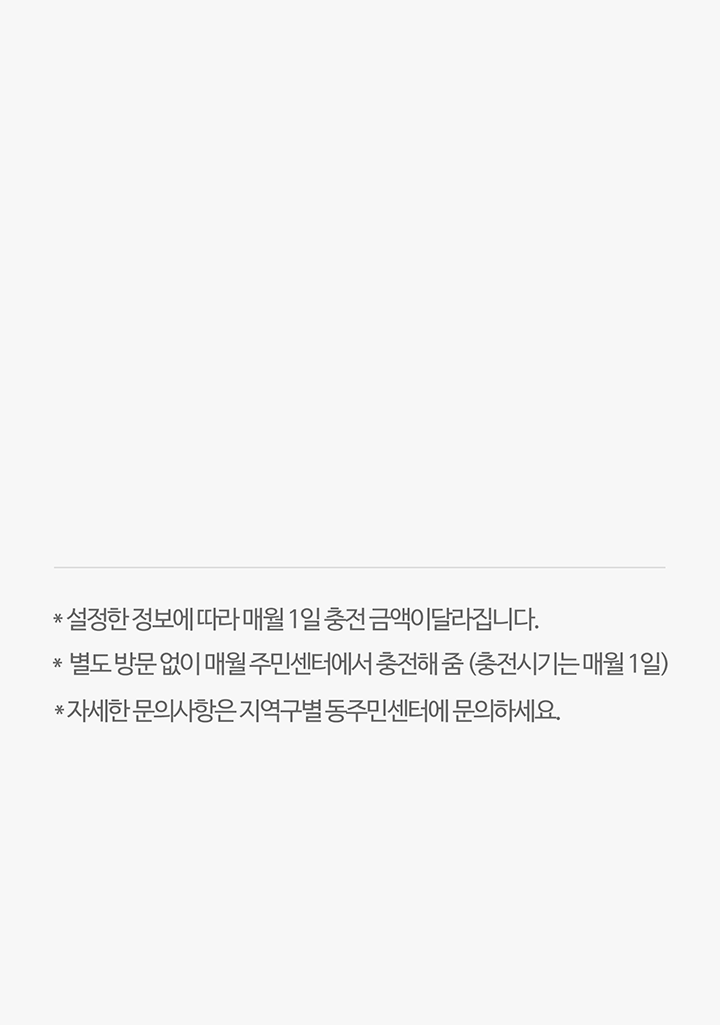 * 설정한 정보에 따라 매월 1일 충전 금액이달라집니다.
* 별도 방문 없이 매월 주민센터에서 충전해 줌 (충전시기는 매월 1일)
* 자세한 문의사항은 지역구별 동주민센터에 문의하세요.